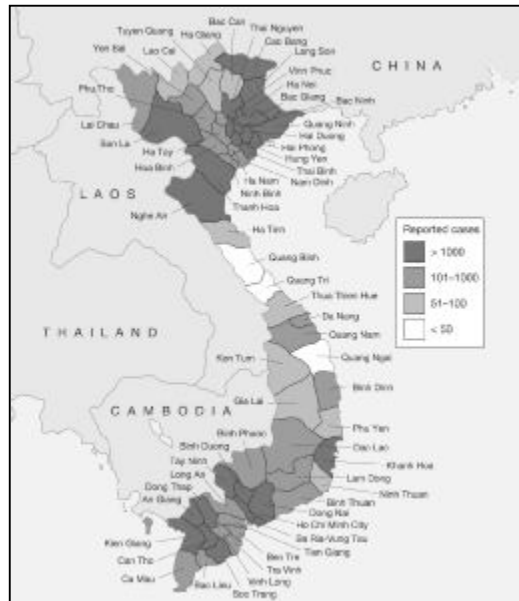 Bac Can
Thai Nguyen
Tuyen Quang
Ha Giang
Cao Bang
Lao Cai
Lang Son
Yen Bai
Vinh Phuc
CHINA
Phu Tho
Ha Noi
Bac Giang
Bac Ninh
Lai Chau
Quang Ninh
Son La
Hai Duong
Ha Tay
Hai Phong
Hoa Binh
Hung Yen
Thai Binh
Nam Dinh
Ha Nam
LAOS
Ninh Binh
Thanh Hoa
Nghe An
Ha Tinh
Reported cases
> 1000
Quang Binh
101–1000
Quang Tri
51–100
Thua Thien Hue
< 50
THAILAND
Da Nang
Quang Nam
Kon Tum
Quang Ngai
Binh Dinh
Gia Lai
CAMBODIA
Phu Yen
Binh Phuoc
Binh Duong
Dac Lac
Tay Ninh
Khanh Hoa
Long An
Lam Dong
Dong Thap
Ninh Thuan
An Giang
Binh Thuan
Dong Nai
Ho Chi Minh City
Ba Ria-Vung Tau
Kien Giang
Tien Giang
Ben Tre
Can Tho
Tra Vinh
Ca Mau
Vinh Long
Bac Lieu
Soc Trang